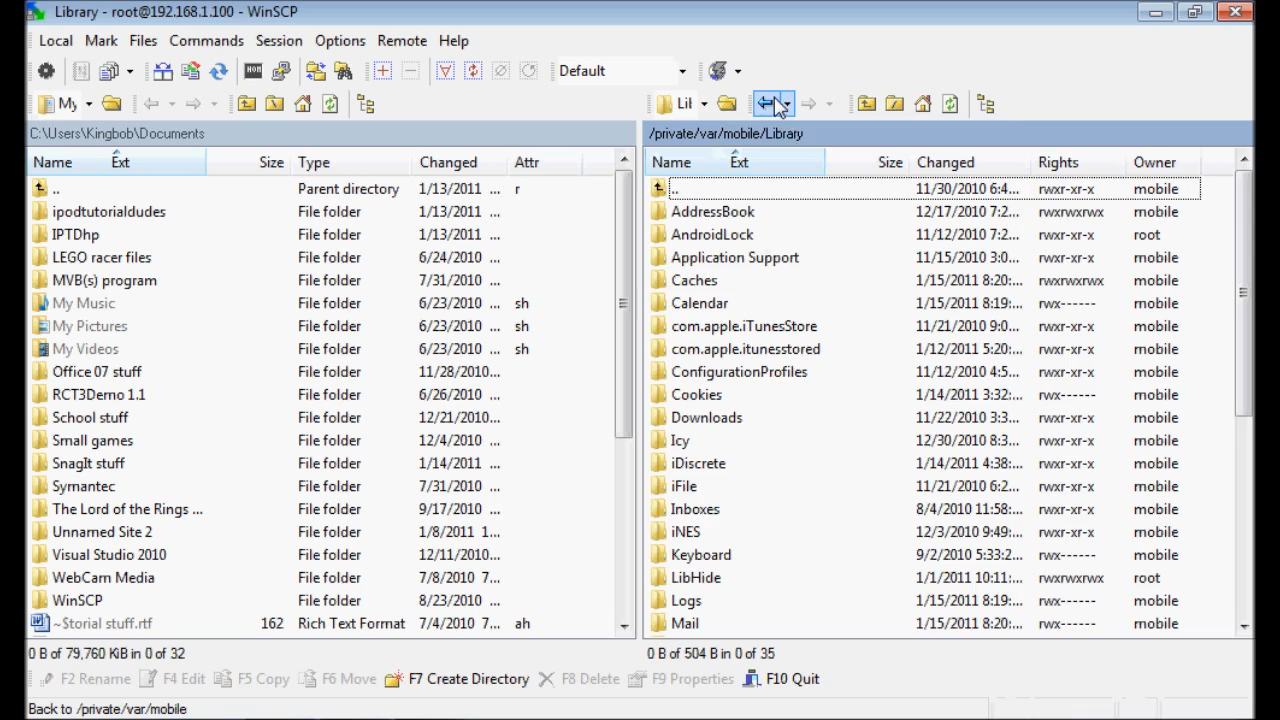 Library - root@192.168.1.100 - WinSCP
Local Mark Files Commands Session Options Remote Help
Default
My Lil
C:\Users\Kingbob\Documents /private/var/mobile/Library
Name Ext Size Type Changed Attr Name Ext Size Changed Rights Owner
.. Parent directory 1/13/2011 r .. 11/30/2010 6:4... rwxr-xr-x mobile
ipodtutorialdudes File folder 1/13/2011 ... AddressBook 12/17/2010 7:2... rwxrwxrwx mobile
IPTDhp File folder 1/13/2011 ... AndroidLock 11/12/2010 7:2... rwxr-xr-x root
LEGO racer files File folder 6/24/2010 ... Application Support 11/15/2010 3:0... rwxr-xr-x mobile
MVB(s) program File folder 7/31/2010 ... Caches 1/15/2011 8:20:... rwxrwxrwx mobile
My Music File folder 6/23/2010 ... sh Calendar 1/15/2011 8:19:... rwx------ mobile
My Pictures File folder 6/23/2010 ... sh com.apple.iTunesStore 11/21/2010 9:0... rwxr-xr-x mobile
My Videos File folder 6/23/2010 ... sh com.apple.itunesstored 1/12/2011 5:20:... rwxr-xr-x mobile
Office 07 stuff File folder 11/28/2010... ConfigurationProfiles 11/12/2010 4:5... rwxr-xr-x mobile
RCT3Demo 1.1 File folder 6/26/2010 ... Cookies 1/14/2011 3:32:... rwx------ mobile
School stuff File folder 12/21/2010... Downloads 11/22/2010 3:3... rwxr-xr-x mobile
Small games File folder 12/4/2010 ... Icy 12/30/2010 8:3... rwxr-xr-x mobile
SnagIt stuff File folder 1/14/2011 ... iDiscrete 1/14/2011 4:38:... rwxr-xr-x mobile
Symantec File folder 7/31/2010 ... iFile 11/21/2010 6:2... rwxr-xr-x mobile
The Lord of the Rings ... File folder 9/17/2010 ... Inboxes 8/4/2010 11:58:... rwxr-xr-x mobile
Unnamed Site 2 File folder 1/8/2011 1... iNES 12/3/2010 9:49:... rwxr-xr-x mobile
Visual Studio 2010 File folder 12/11/2010... Keyboard 9/2/2010 5:33:2... rwx------ mobile
WebCam Media File folder 7/8/2010 7... LibHide 1/1/2011 10:11:... rwxrwxrwx root
WinSCP File folder 8/23/2010 ... Logs 1/15/2011 8:19:... rwx------ mobile
~$torial stuff.rtf 162 Rich Text Format 7/4/2010 7... ah Mail 1/15/2011 8:20:... rwx------ mobile
0 B of 79,760 KiB in 0 of 32 0 B of 504 B in 0 of 35
F2 Rename F4 Edit F5 Copy F6 Move F7 Create Directory F8 Delete F9 Properties F10 Quit
Back to /private/var/mobile